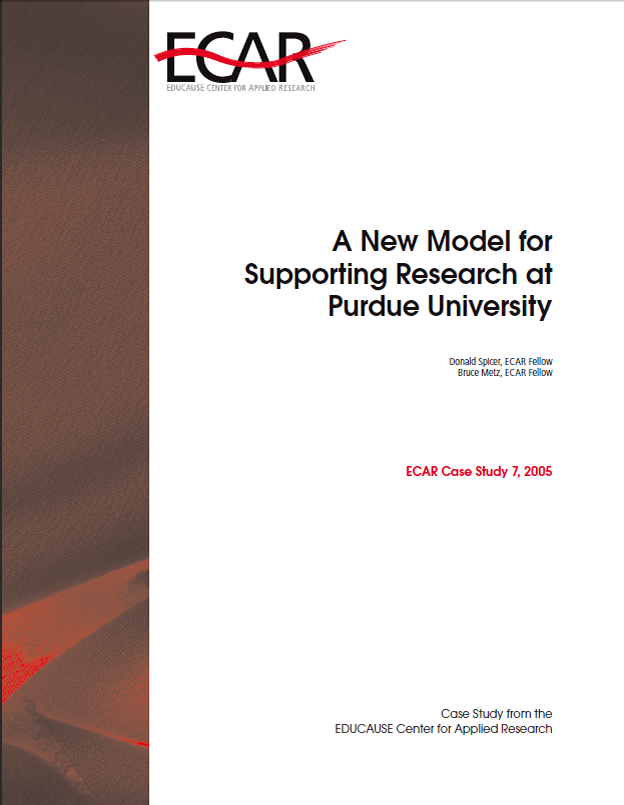 ECAR
EDUCAUSE CENTER FOR APPLIED RESEARCH
A New Model for
Supporting Research at
Purdue University
Donald Spicer, ECAR Fellow
Bruce Metz, ECAR Fellow
ECAR Case Study 7, 2005
Case Study from the
EDUCAUSE Center for Applied Research